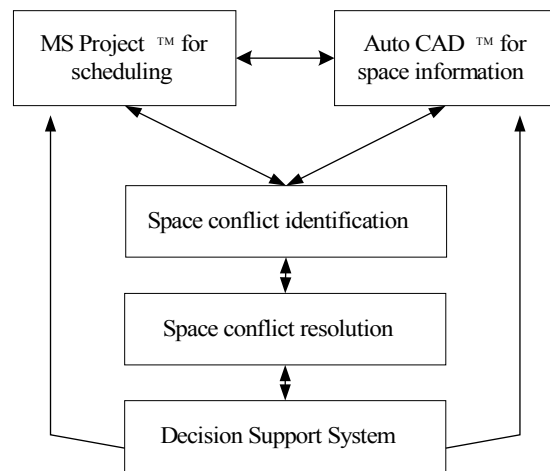 MS Project ™ for
scheduling
Auto CAD ™ for
space information
Space conflict identification
Space conflict resolution
Decision Support System